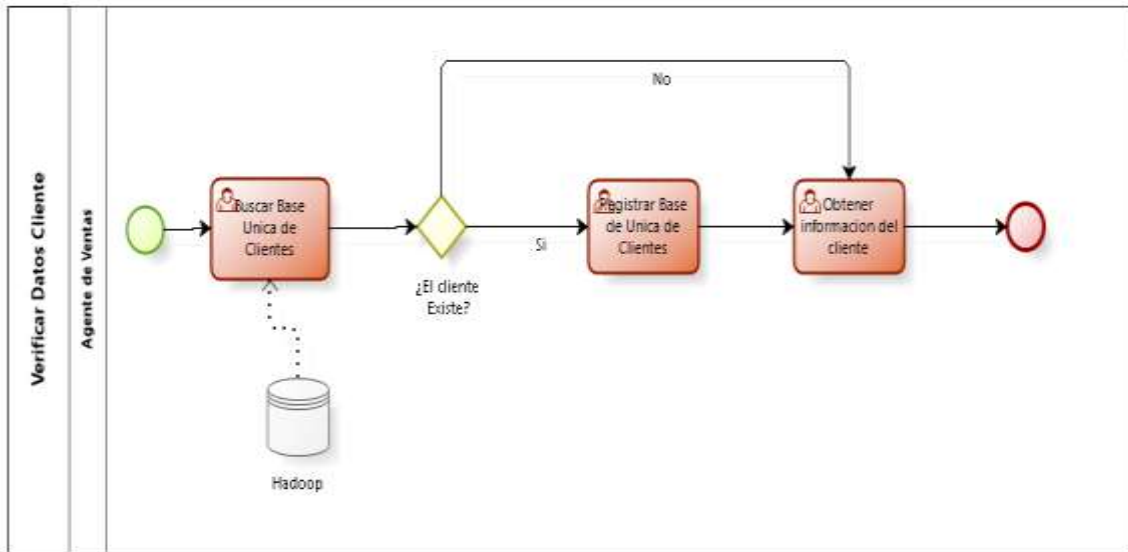 Verificar Datos Cliente
Agente de Ventas
Buscar Base
Unica de
Clientes
¿El cliente
Existe?
No
Si
Registrar Base
de Unica de
Clientes
Obtener
informacion del
cliente
Hadoop